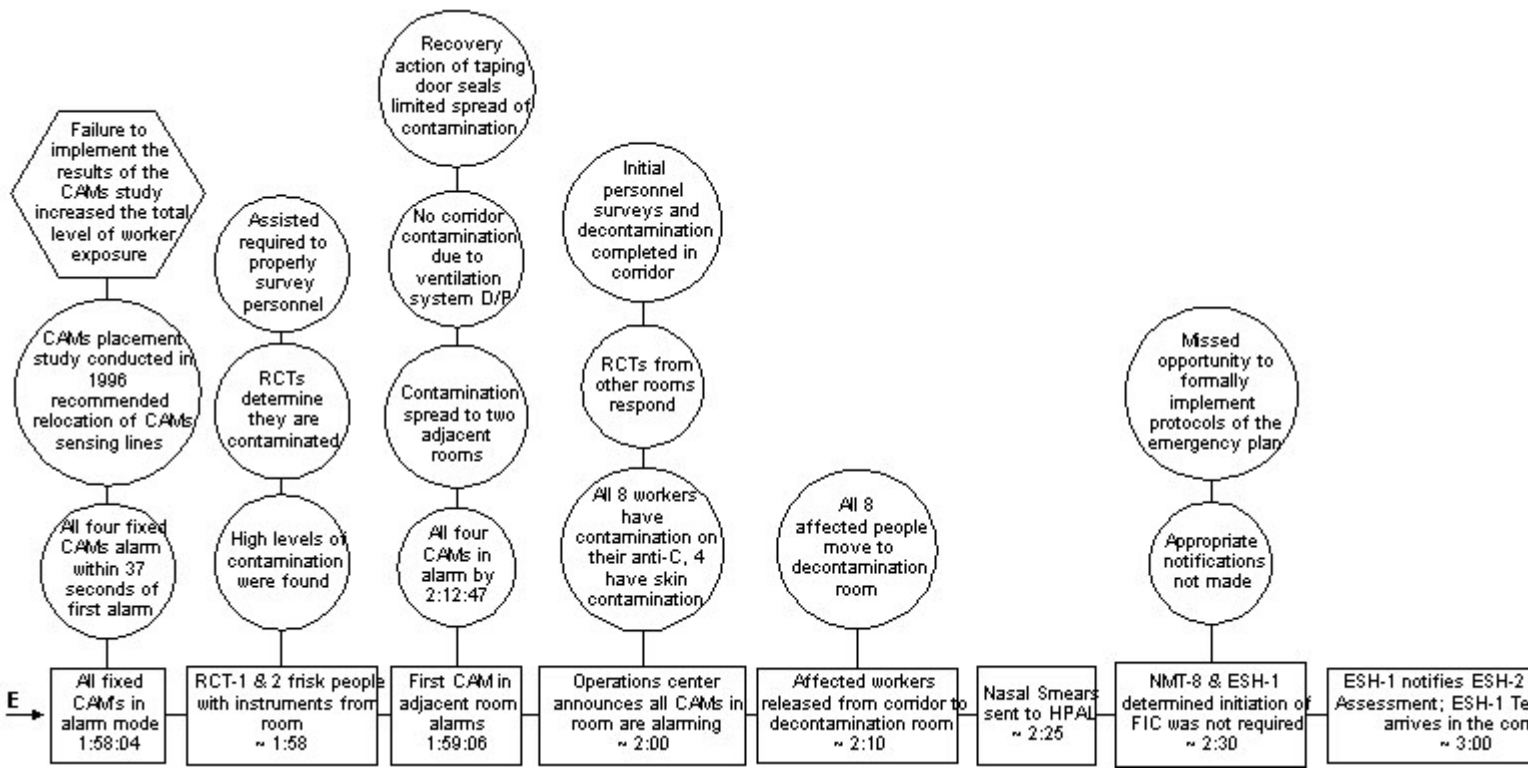 Failure to
implement the
results of the
CAMs study
increased the total
level of worker
exposure
CAMs placement
study conducted in
1996
recommended
relocation of CAMs
sensing lines
All four fixed
CAMs alarm
within 37
seconds of
first alarm
E
All fixed
CAM's in
alarm mode
1:58:04
Assisted
required to
properly
survey
personnel
RCTs
determine
they are
contaminated
High levels of
contamination
were found
RCT-1 & 2 frisk people
with instruments from
room
~ 1:58
Recovery
action of taping
door seals
limited spread of
contamination
No corridor
contamination
due to
ventilation
system D/P
Contamination
spread to two
adjacent
rooms
All four
CAMs in
alarm by
2:12:47
First CAM in
adjacent room
alarms
1:59:06
Initial
personnel
surveys and
decontamination
completed in
corridor
RCTs from
other rooms
respond
All 8 workers
have
contamination on
their anti-C, 4
have skin
contamination
Operations center
announces all CAMs in
room are alarming
~ 2:00
All 8
affected people
move to
decontamination
room
Affected workers
released from corridor to
decontamination room
~ 2:10
Nasal Smears
sent to HPAL
~ 2:25
Missed
opportunity to
formally
implement
protocols of the
emergency plan
Appropriate
notifications
not made
NMT-8 & ESH-1
determined initiation of
FIC was not required
~ 2:30
ESH-1 notifies ESH-2
Assessment; ESH-1 Te
arrives in the cor
~ 3:00